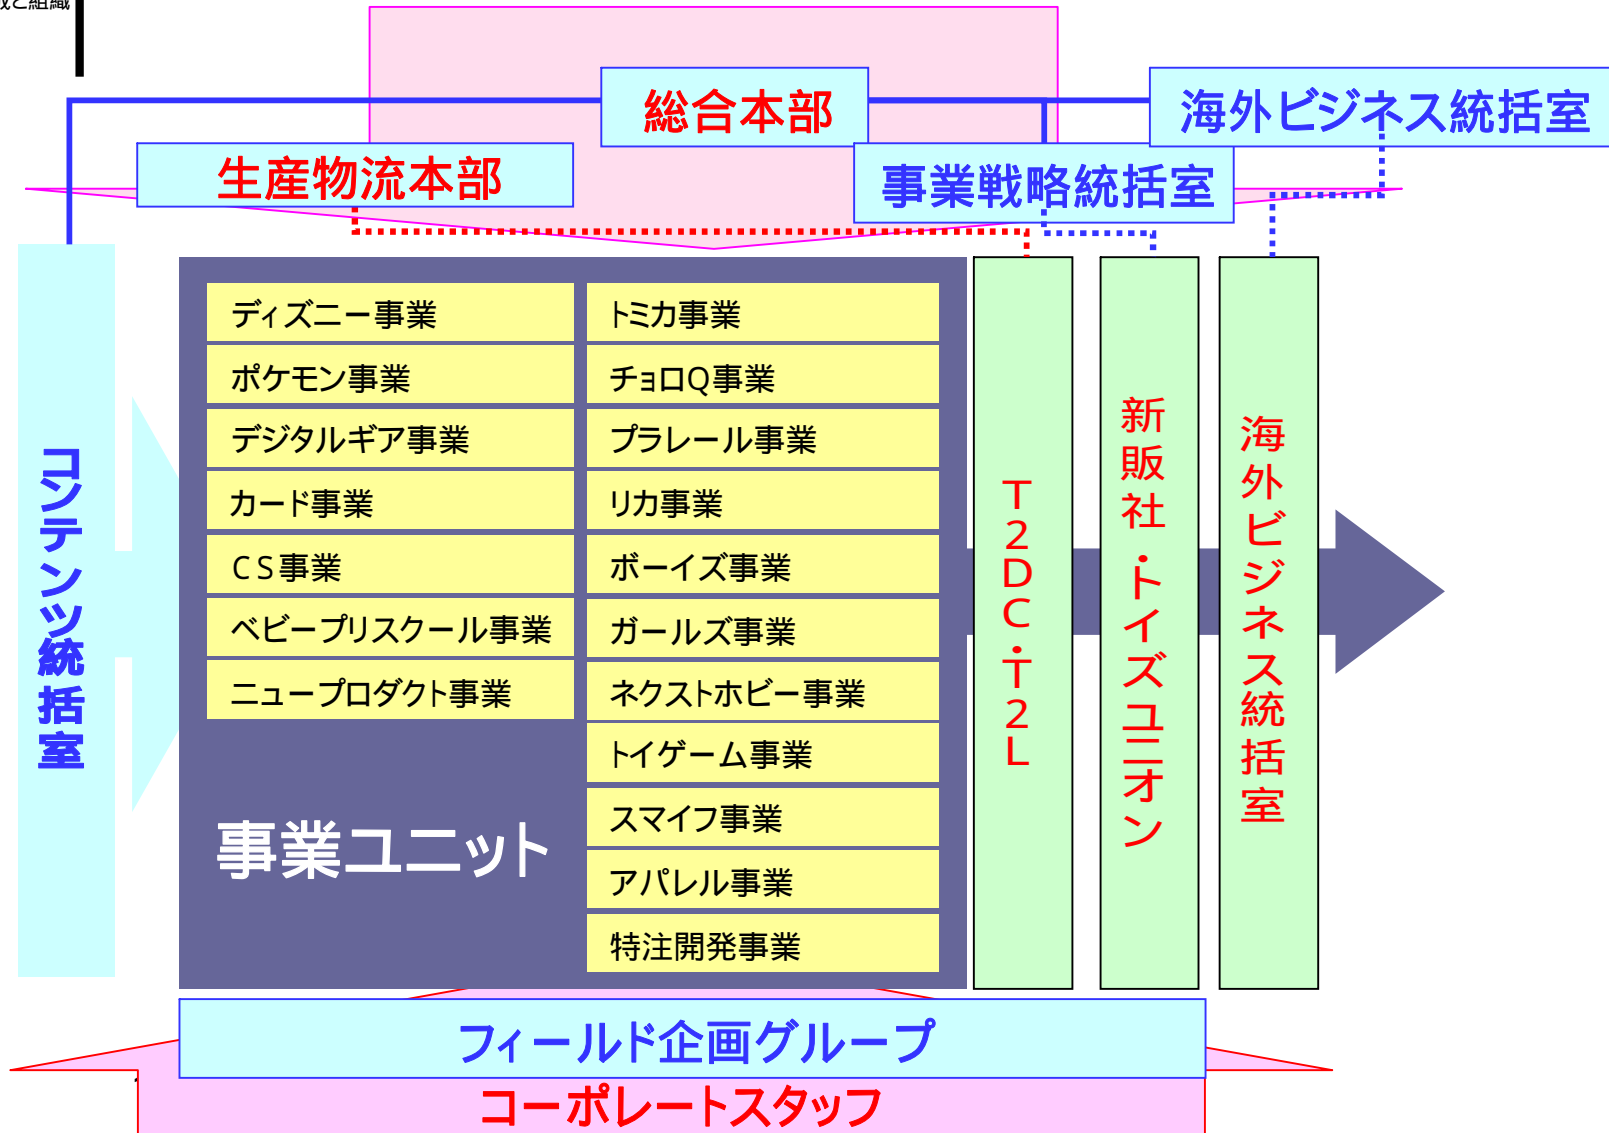 と組織
総合本部
海外ビジネス統括室
生産物流本部
事業戦略統括室
コンテンツ統括室
ディズニー事業
ポケモン事業
デジタルギア事業
カード事業
CS事業
ベビープリスクール事業
ニュープロダクト事業
事業ユニット
トミカ事業
チョロQ事業
プラレール事業
リカ事業
ボーイズ事業
ガールズ事業
ネクストホビー事業
トイゲーム事業
スマイフ事業
アパレル事業
特注開発事業
T2DC・T2L
新販社・トイズユニオン
海外ビジネス統括室
フィールド企画グループ
コーポレートスタッフ